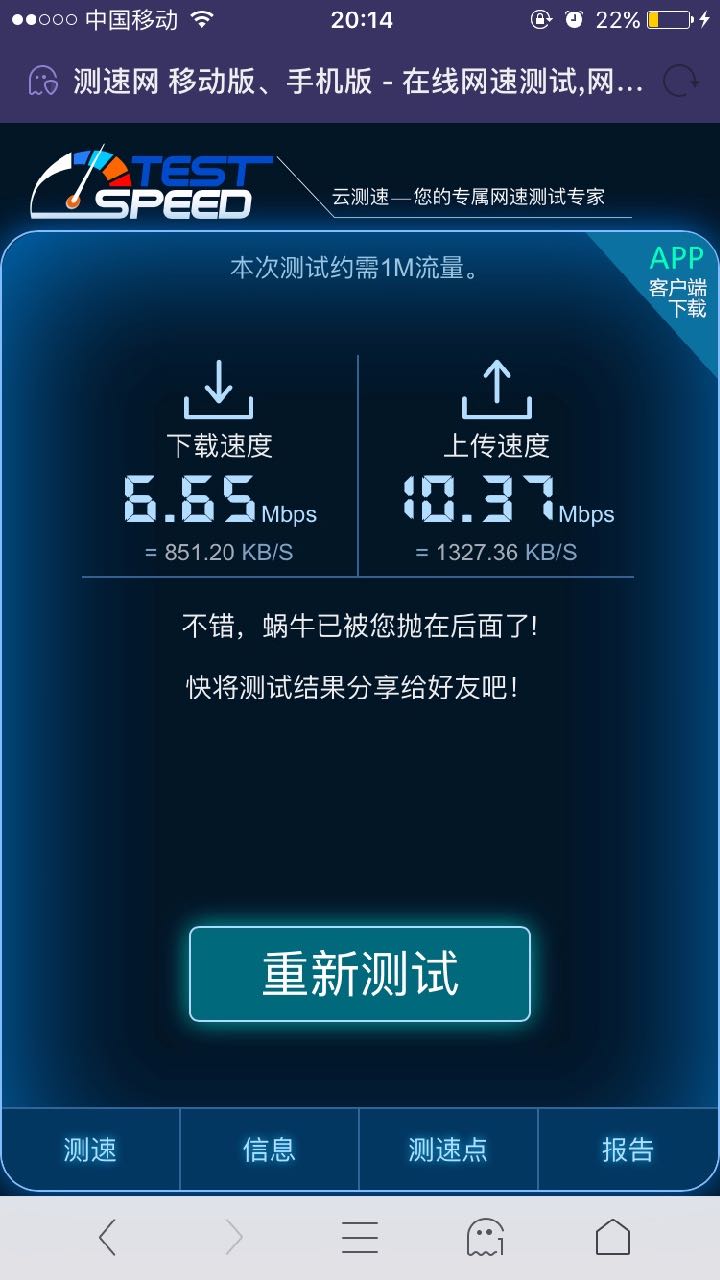 中国移动 20:14 22%
测速网 移动版、手机版 - 在线网速测试,网...
TEST
SPEED
云测速—您的专属网速测试专家
本次测试约需1M流量。
APP
客户端
下载
下载速度
6.65 Mbps
= 851.20 KB/S
上传速度
10.37 Mbps
= 1327.36 KB/S
不错，蜗牛已被您抛在后面了!
快将测试结果分享给好友吧!
重新测试
测速 信息 测速点 报告
1